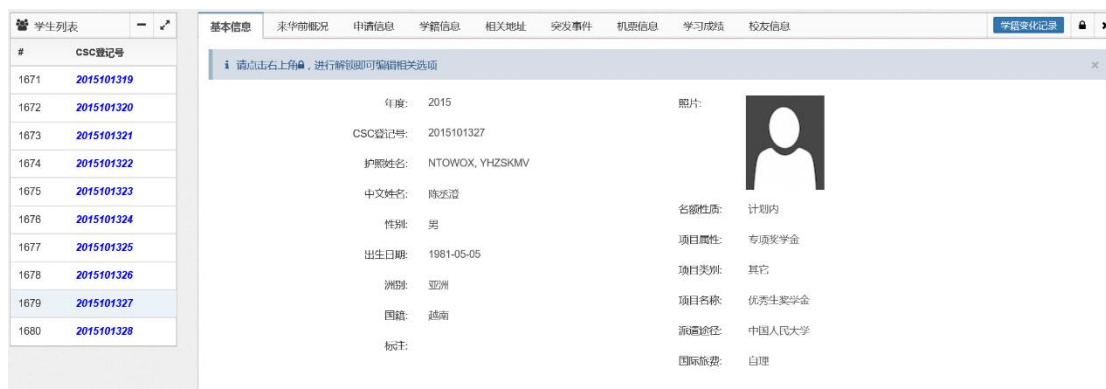 学生列表
# CSC登记号
1671 2015101319
1672 2015101320
1673 2015101321
1674 2015101322
1675 2015101323
1676 2015101324
1677 2015101325
1678 2015101326
1679 2015101327
1680 2015101328
基本信息 来华前概况 申请信息 学籍信息 相关地址 突发事件 机票信息 学习成绩 校友信息 学籍变化记录
请点击右上角，进行解锁即可编辑相关选项
年度: 2015
CSC登记号: 2015101327
护照姓名: NTOWOX, YHZSKMV
中文姓名: 陈丞澄
性别: 男
出生日期: 1981-05-05
洲别: 亚洲
国籍: 越南
标注:
照片:
名额性质: 计划内
项目属性: 专项奖学金
项目类别: 其它
项目名称: 优秀生奖学金
派遣途径: 中国人民大学
国际旅费: 自理